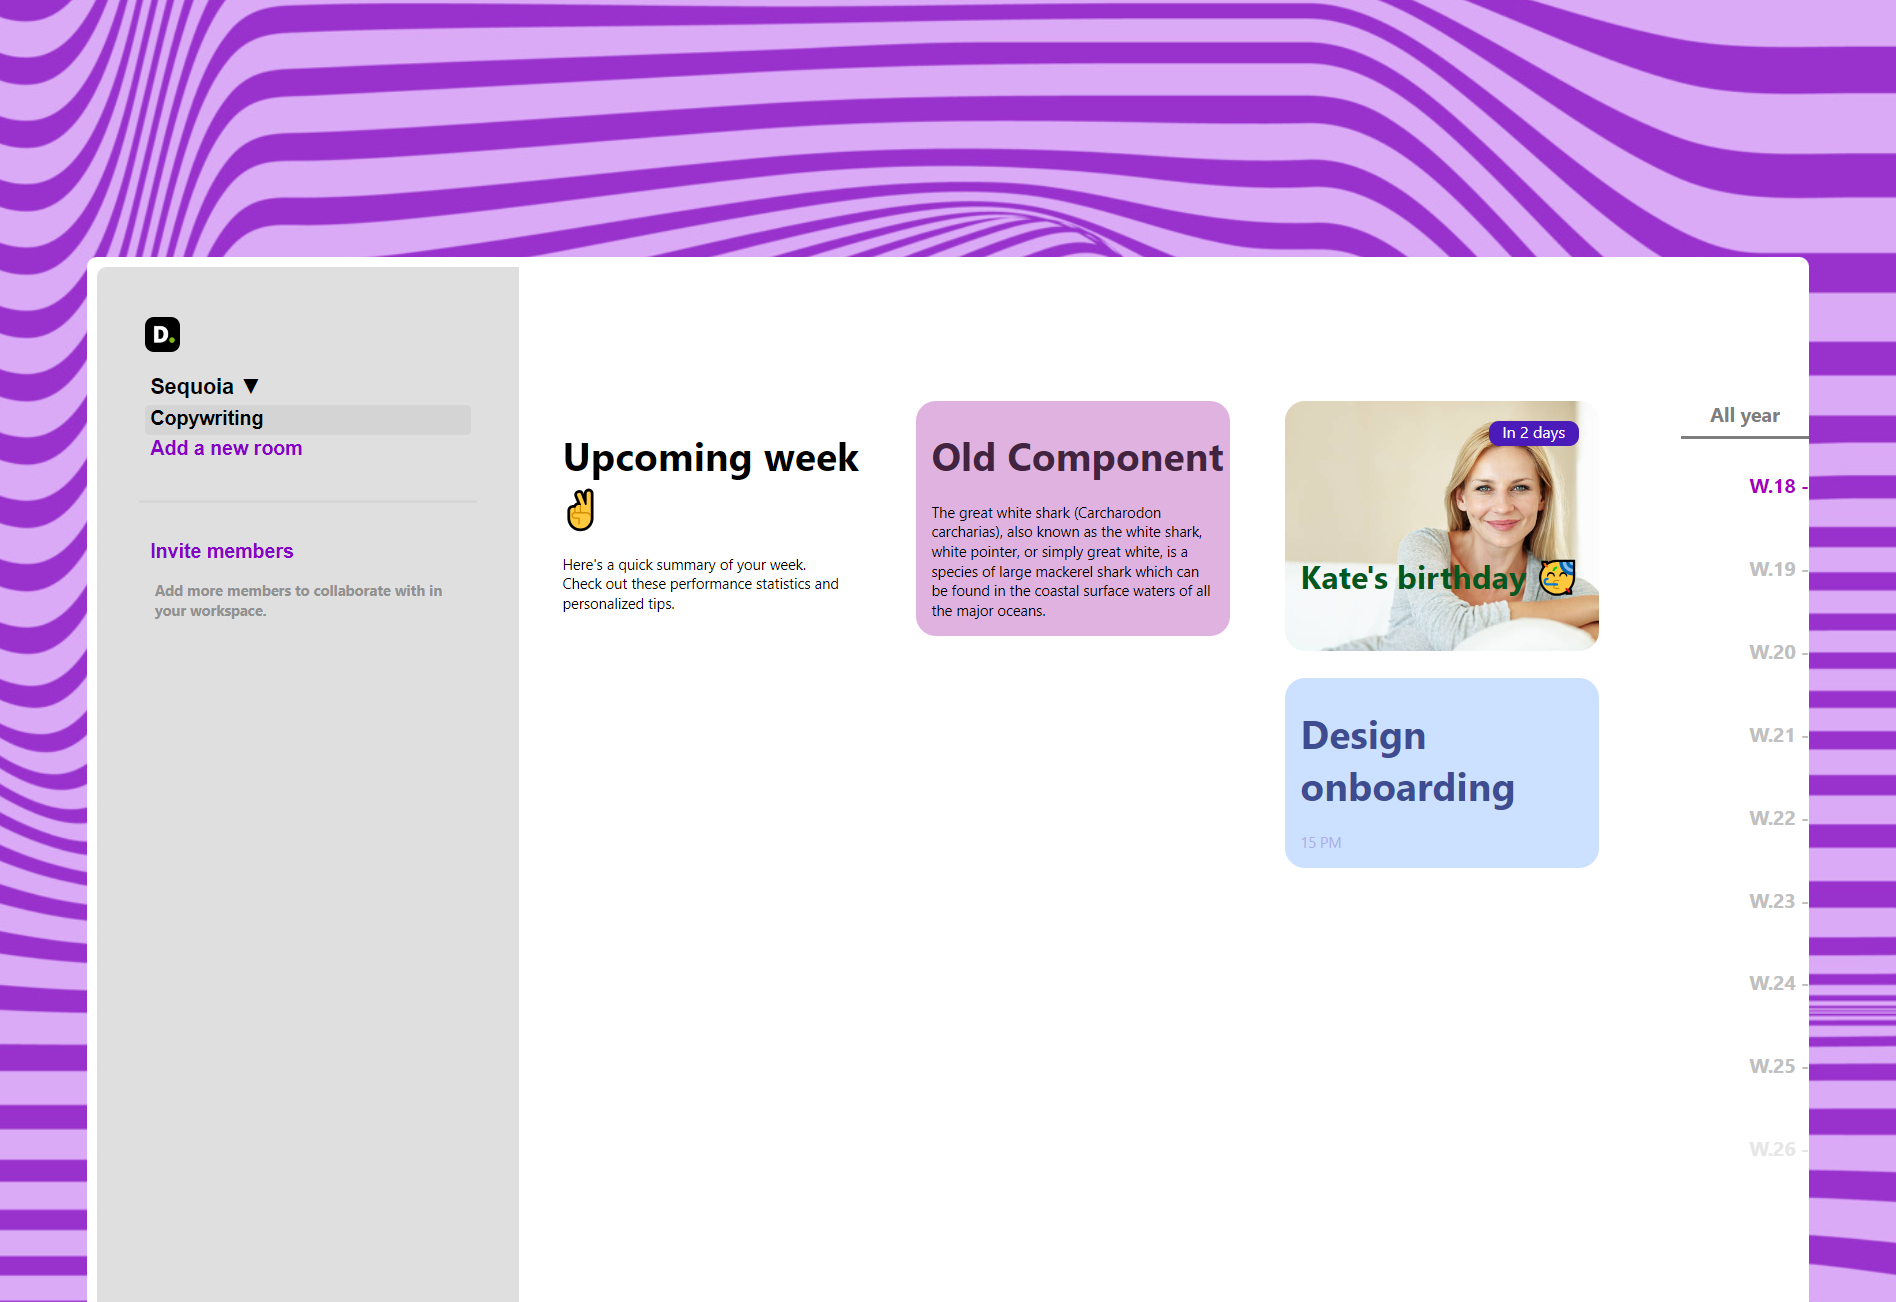 D.
Sequoia ▼
Copywriting
Add a new room
Invite members
Add more members to collaborate with in
your workspace.
Upcoming week
✌
Here's a quick summary of your week.
Check out these performance statistics and
personalized tips.
Old Component
The great white shark (Carcharodon
carcharias), also known as the white shark,
white pointer, or simply great white, is a
species of large mackerel shark which can
be found in the coastal surface waters of all
the major oceans.
In 2 days
Kate's birthday 🥳
Design
onboarding
15 PM
All year
W.18 -
W.19 -
W.20 -
W.21 -
W.22 -
W.23 -
W.24 -
W.25 -
W.26 -